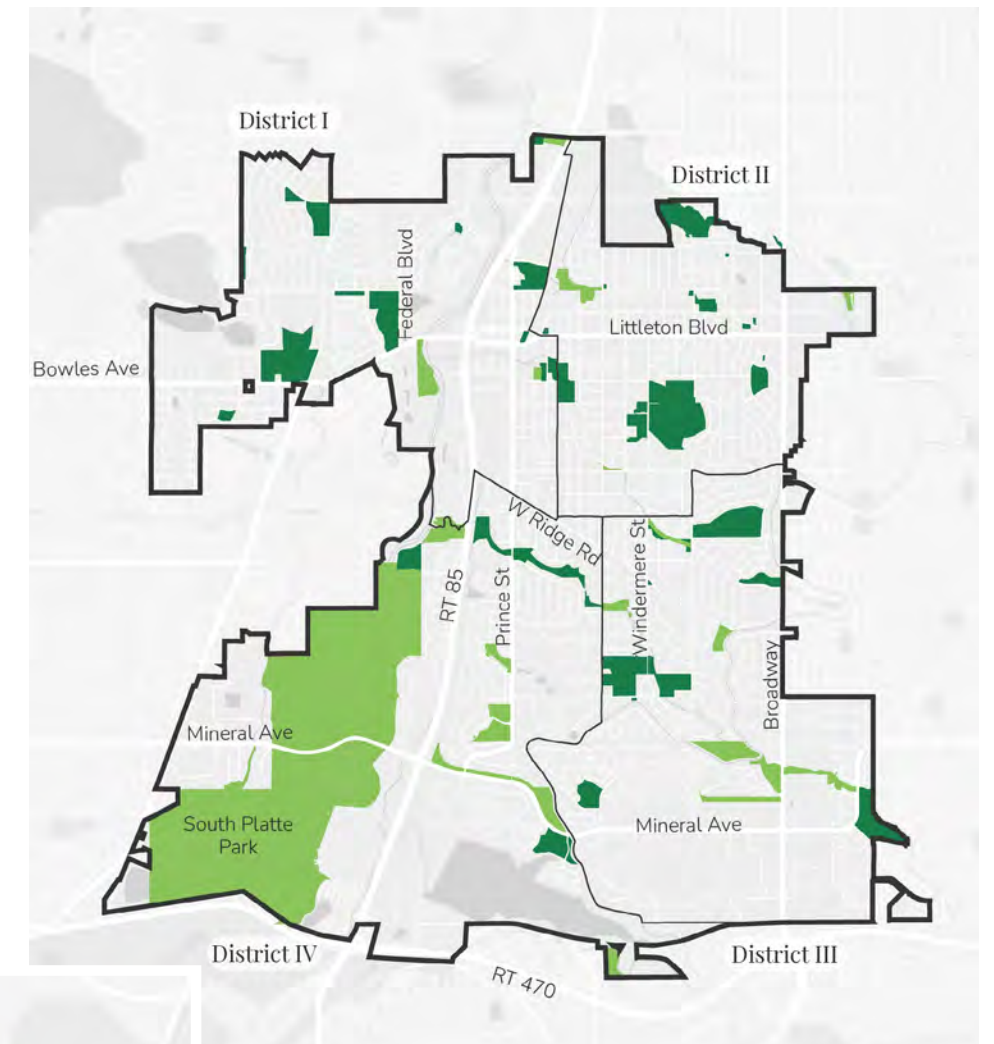 District I
District II
Federal Blvd
Littleton Blvd
Bowles Ave
W Ridge Rd
Windermere St
RT 85
Prince St
Broadway
Mineral Ave
South Platte
Park
Mineral Ave
District IV
District III
RT 470